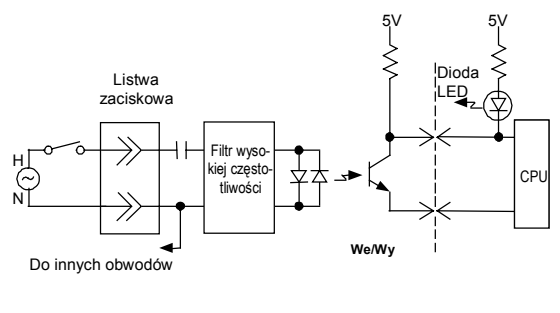 5V
5V
Dioda
LED
Listwa
zaciskowa
H
N
Filtr wyso-
kiej często-
tliwości
CPU
We/Wy
Do innych obwodów